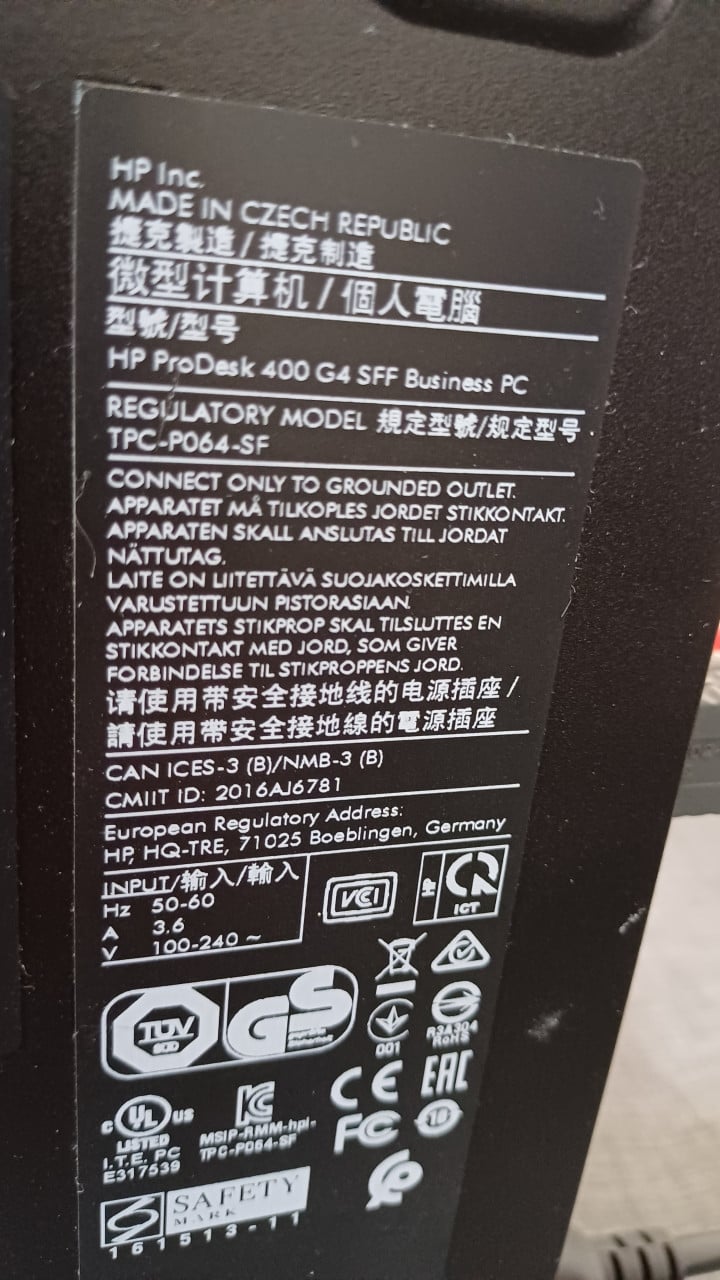 HP Inc.
MADE IN CZECH REPUBLIC
捷克製造/捷克制造
微型计算机/個人電腦
型號/型号
HP ProDesk 400 G4 SFF Business PC
REGULATORY MODEL 規定型號/规定型号
TPC-P064-SF
CONNECT ONLY TO GROUNDED OUTLET.
APPARATET MÅ TILKOPLES JORDET STIKKONTAKT.
APPARATEN SKALL ANSLUTAS TILL JORDAT
NÄTTUTAG.
LAITE ON LIITETTÄVÄ SUOJAKOSKETTIMILLA
VARUSTETTUUN PISTORASIAAN.
APPARATETS STIKPROP SKAL TILSLUTTES EN
STIKKONTAKT MED JORD, SOM GIVER
FORBINDELSE TIL STIKPROPPENS JORD.
请使用带安全接地线的电源插座/
請使用帶安全接地線的電源插座
CAN ICES-3 (B)/NMB-3 (B)
CMIIT ID: 2016AJ6781
European Regulatory Address:
HP, HQ-TRE, 71025 Boeblingen, Germany
INPUT/输入/輸入
Hz 50-60
A 3.6
V 100-240 ~
VCI
ICT
TÜV
SÜD
GS
geprüfte
Sicherheit
001
R3A304
RoHS
CE
EAC
C UL US
LISTED
I.T.E. PC
E317539
MSIP-RMM-hpi-
TPC-P064-SF
FC
10
SAFETY
MARK
161513-11